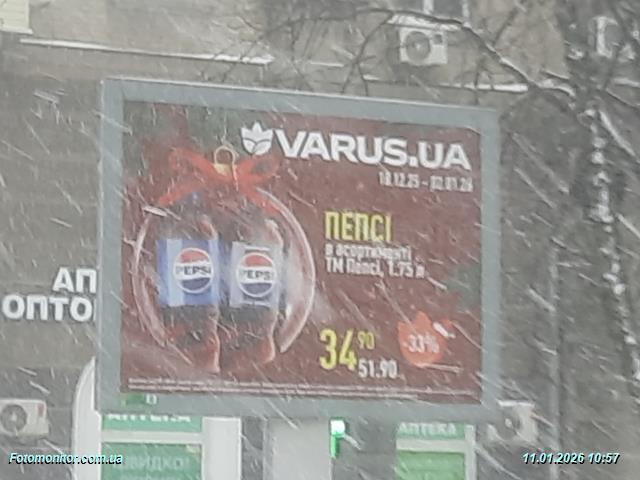 VARUS.UA
18.12.25 – 02.01.26
ПЕПСІ
в асортименті
ТМ Пепсі, 1.75 л
PEPSI
PEPSI
34 90
-33%
51.90
АП
ОПТО
АПТЕКА
АПТЕКА
ШВИДКО!
Fotomonitor.com.ua
11.01.2026 10:57